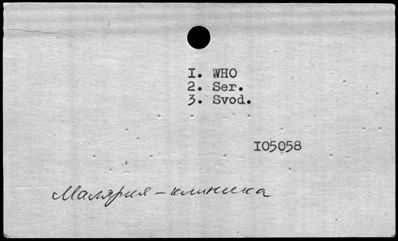 I. WHO
2. Ser.
3. Svod.
I05058
Малярия – клиника